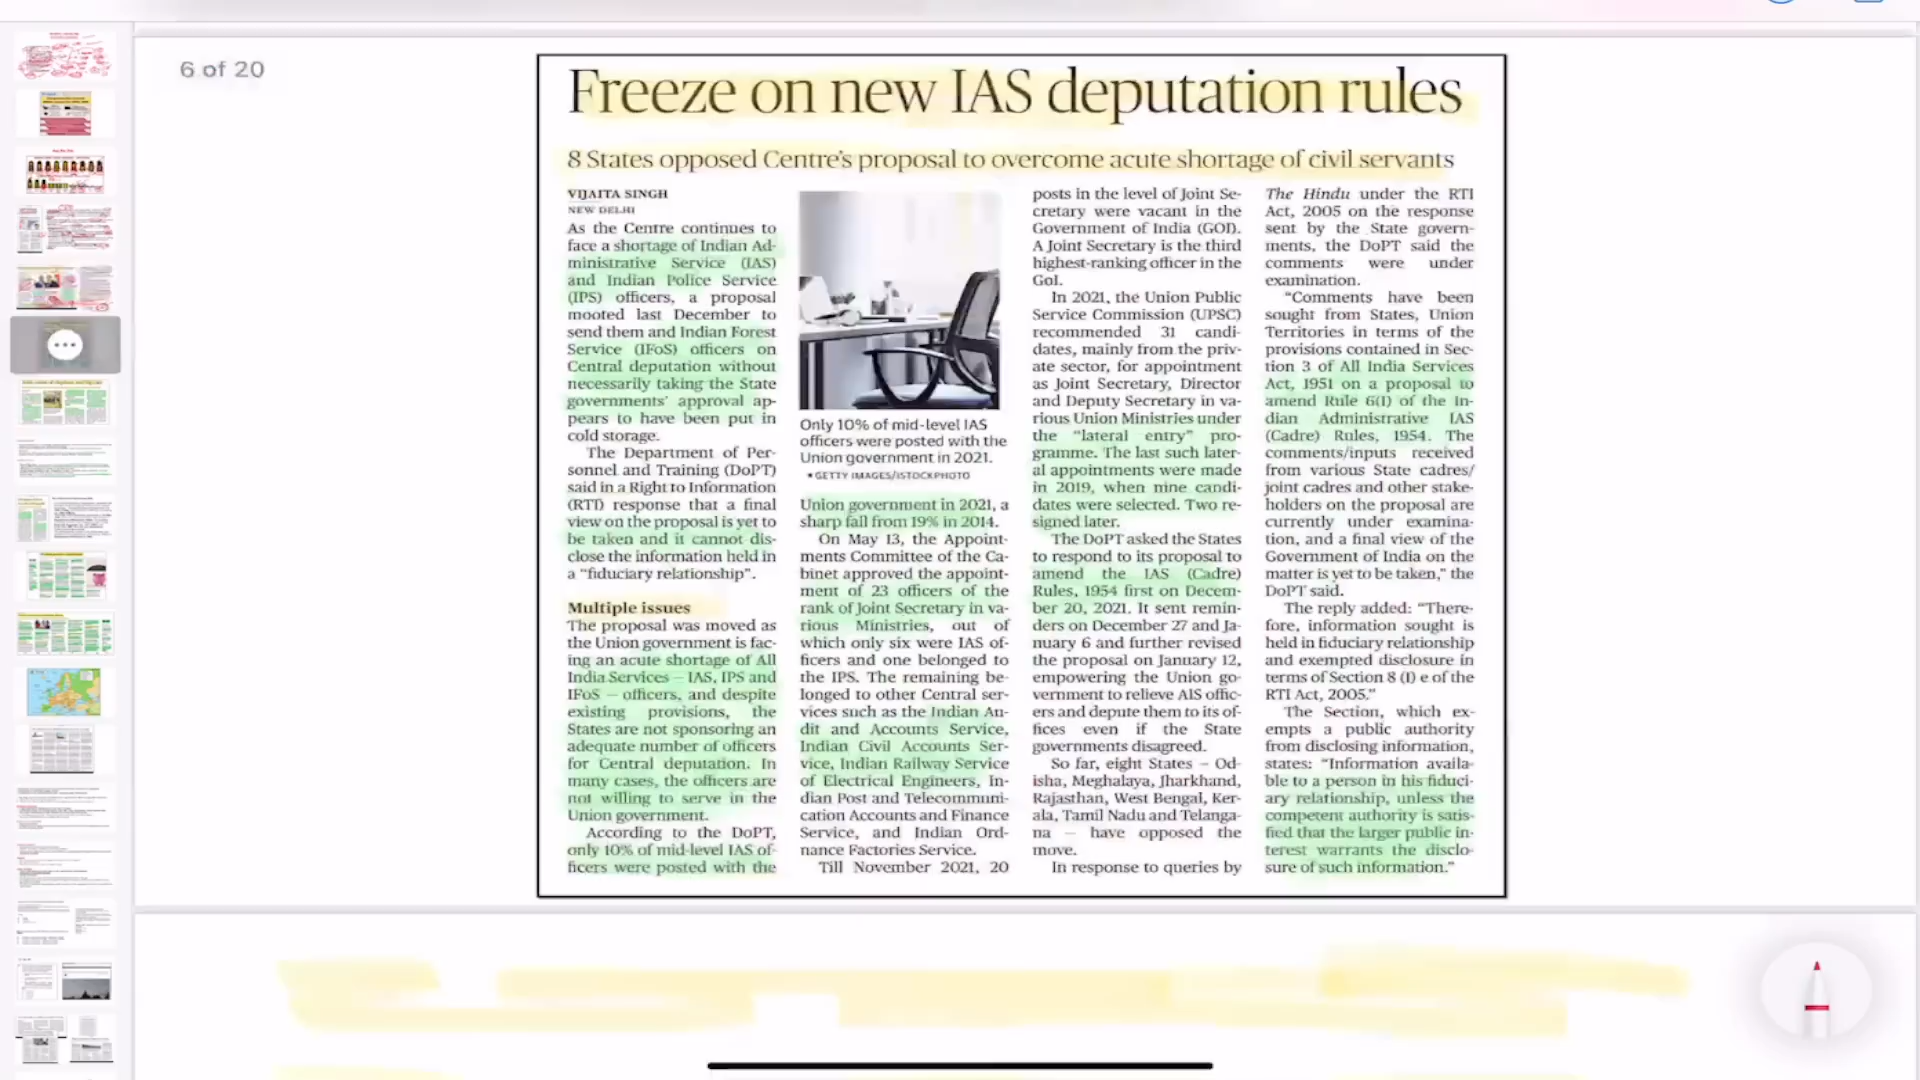 6 of 20
Freeze on new IAS deputation rules
8 States opposed Centre's proposal to overcome acute shortage of civil servants
VIJAITA SINGH
NEW DELHI
As the Centre continues to
face a shortage of Indian Ad-
ministrative Service (IAS)
and Indian Police Service
(IPS) officers, a proposal
mooted last December to
send them and Indian Forest
Service (IFoS) officers on
Central deputation without
necessarily taking the State
governments' approval ap-
pears to have been put in
cold storage.
The Department of Per-
sonnel and Training (DoPT)
said in a Right to Information
(RTI) response that a final
view on the proposal is yet to
be taken and it cannot dis-
close the information held in
a "fiduciary relationship".
Multiple issues
The proposal was moved as
the Union government is fac-
ing an acute shortage of All
India Services – IAS, IPS and
IFoS – officers, and despite
existing provisions, the
States are not sponsoring an
adequate number of officers
for Central deputation. In
many cases, the officers are
not willing to serve in the
Union government.
According to the DoPT,
only 10% of mid-level IAS of-
ficers were posted with the
Only 10% of mid-level IAS
officers were posted with the
Union government in 2021.
• GETTY IMAGES/ISTOCKPHOTO
Union government in 2021, a
sharp fall from 19% in 2014.
On May 13, the Appoint-
ments Committee of the Ca-
binet approved the appoint-
ment of 23 officers of the
rank of Joint Secretary in va-
rious Ministries, out of
which only six were IAS of-
ficers and one belonged to
the IPS. The remaining be-
longed to other Central ser-
vices such as the Indian Au-
dit and Accounts Service,
Indian Civil Accounts Ser-
vice, Indian Railway Service
of Electrical Engineers, In-
dian Post and Telecommuni-
cation Accounts and Finance
Service, and Indian Ord-
nance Factories Service.
Till November 2021, 20
posts in the level of Joint Se-
cretary were vacant in the
Government of India (GOI).
A Joint Secretary is the third
highest-ranking officer in the
GoI.
In 2021, the Union Public
Service Commission (UPSC)
recommended 31 candi-
dates, mainly from the priv-
ate sector, for appointment
as Joint Secretary, Director
and Deputy Secretary in va-
rious Union Ministries under
the "lateral entry" pro-
gramme. The last such later-
al appointments were made
in 2019, when nine candi-
dates were selected. Two re-
signed later.
The DoPT asked the States
to respond to its proposal to
amend the IAS (Cadre)
Rules, 1954 first on Decem-
ber 20, 2021. It sent remin-
ders on December 27 and Ja-
nuary 6 and further revised
the proposal on January 12,
empowering the Union go-
vernment to relieve AIS offic-
ers and depute them to its of-
fices even if the State
governments disagreed.
So far, eight States – Od-
isha, Meghalaya, Jharkhand,
Rajasthan, West Bengal, Ker-
ala, Tamil Nadu and Telanga-
na – have opposed the
move.
In response to queries by
The Hindu under the RTI
Act, 2005 on the response
sent by the State govern-
ments, the DoPT said the
comments were under
examination.
"Comments have been
sought from States, Union
Territories in terms of the
provisions contained in Sec-
tion 3 of All India Services
Act, 1951 on a proposal to
amend Rule 6(1) of the In-
dian Administrative IAS
(Cadre) Rules, 1954. The
comments/inputs received
from various State cadres/
joint cadres and other stake-
holders on the proposal are
currently under examina-
tion, and a final view of the
Government of India on the
matter is yet to be taken," the
DoPT said.
The reply added: "There-
fore, information sought is
held in fiduciary relationship
and exempted disclosure in
terms of Section 8 (1) e of the
RTI Act, 2005."
The Section, which ex-
empts a public authority
from disclosing information,
states: "Information availa-
ble to a person in his fiduci-
ary relationship, unless the
competent authority is satis-
fied that the larger public in-
terest warrants the disclo-
sure of such information."